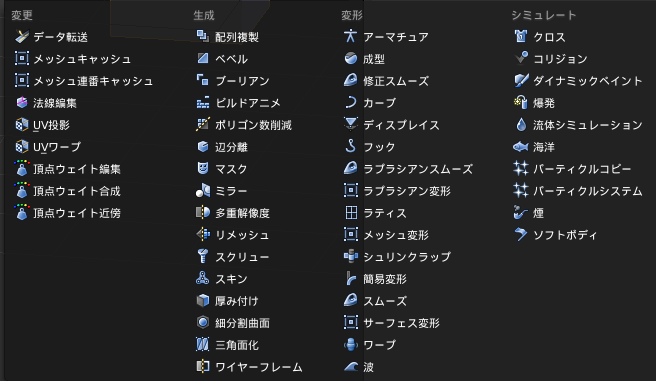 変更
データ転送
メッシュキャッシュ
メッシュ連番キャッシュ
法線編集
UV投影
UVワープ
頂点ウェイト編集
頂点ウェイト合成
頂点ウェイト近傍
生成
配列複製
ベベル
ブーリアン
ビルドアニメ
ポリゴン数削減
辺分離
マスク
ミラー
多重解像度
リメッシュ
スクリュー
スキン
厚み付け
細分割曲面
三角面化
ワイヤーフレーム
変形
アーマチュア
成型
修正スムーズ
カーブ
ディスプレイス
フック
ラプラシアンスムーズ
ラプラシアン変形
ラティス
メッシュ変形
シュリンクラップ
簡易変形
スムーズ
サーフェス変形
ワープ
波
シミュレート
クロス
コリジョン
ダイナミックペイント
爆発
流体シミュレーション
海洋
パーティクルコピー
パーティクルシステム
煙
ソフトボディ